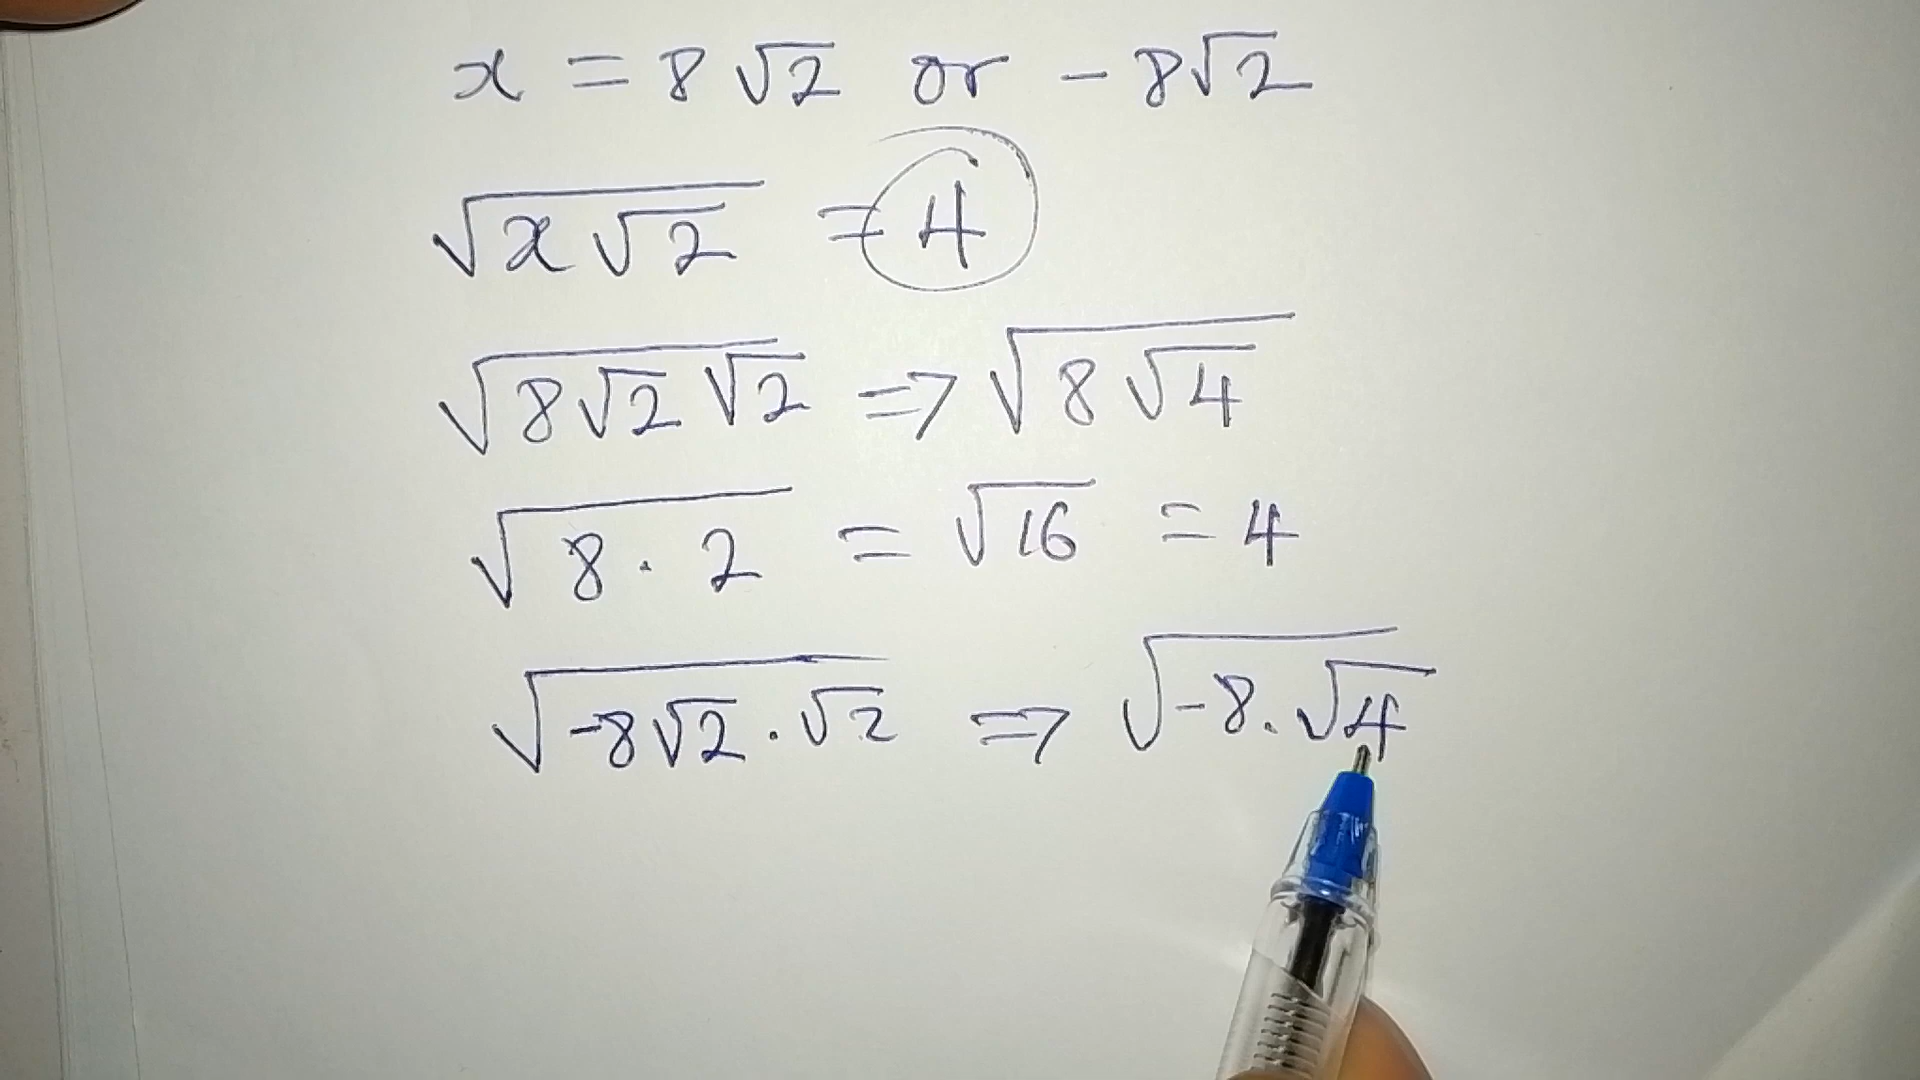 x = 8√2 or -8√2
√(x√2) = 4
√(8√2√2) => √(8√4)
√(8 . 2) = √16 = 4
√(-8√2 . √2) => √(-8 . √4)